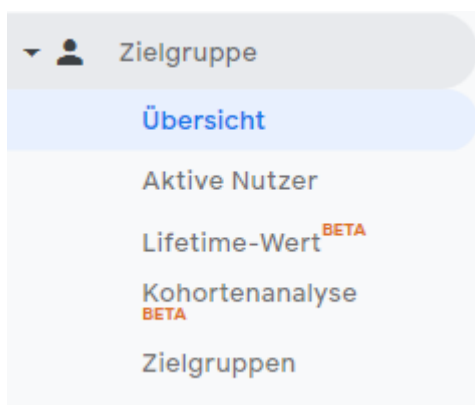 Zielgruppe
Übersicht
Aktive Nutzer
Lifetime-Wert BETA
Kohortenanalyse
BETA
Zielgruppen